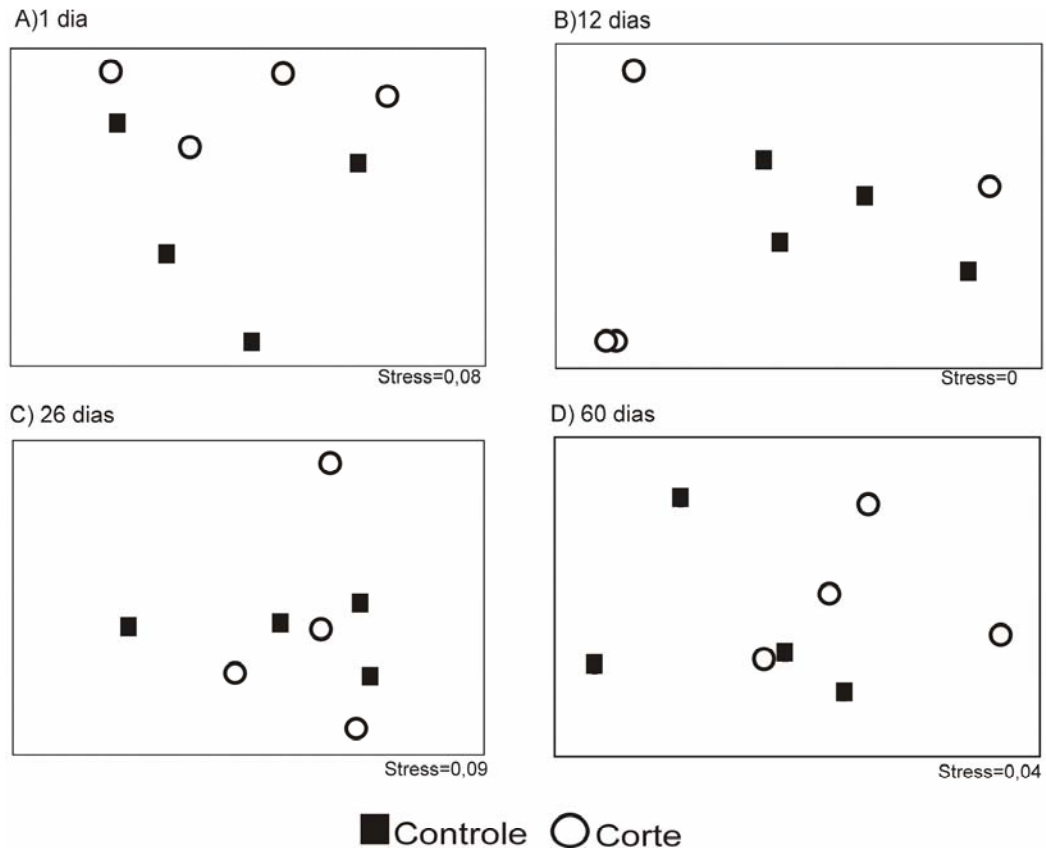 A)1 dia
B)12 dias
Stress=0,08
Stress=0
C) 26 dias
D) 60 dias
Stress=0,09
Stress=0,04
Controle
Corte